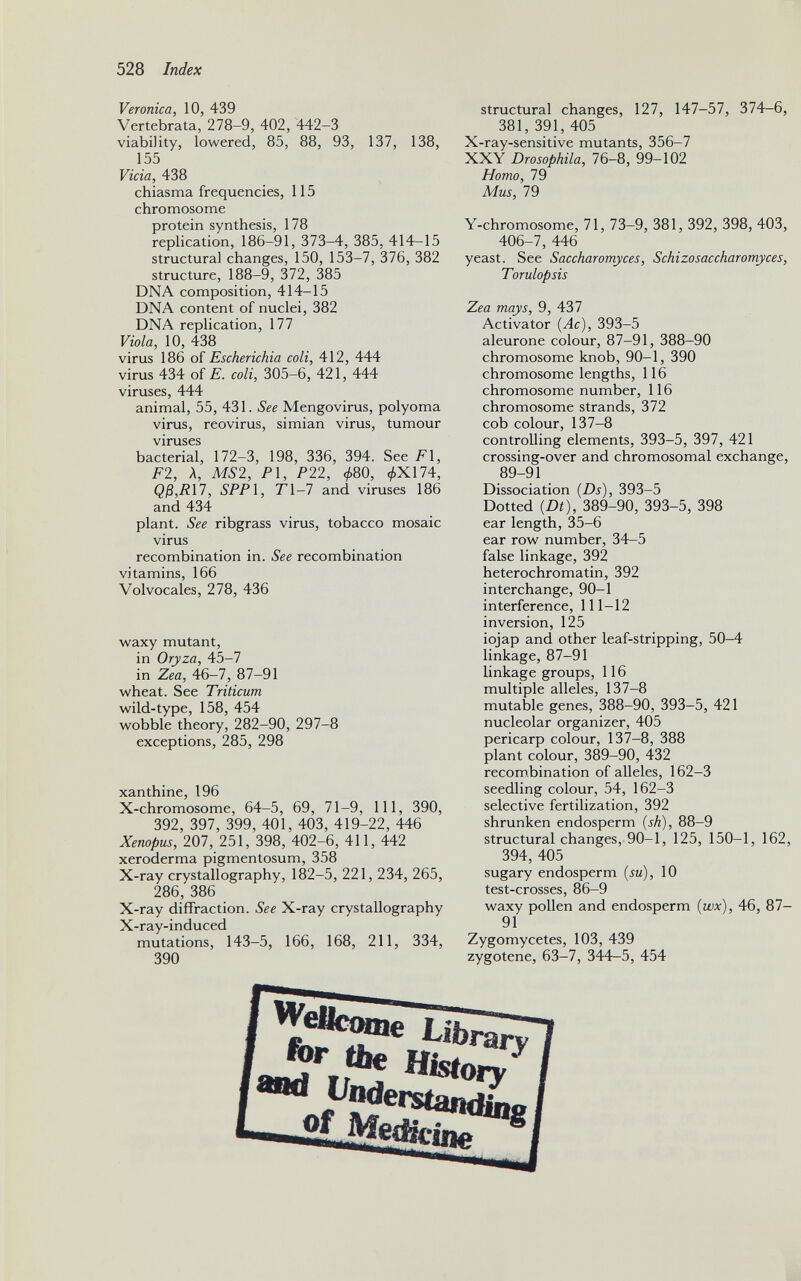 528 Index
Veronica, 10, 439
Vertebrata, 278–9, 402, 442–3
viability, lowered, 85, 88, 93, 137, 138,
155
Vicia, 438
chiasma frequencies, 115
chromosome
protein synthesis, 178
replication, 186–91, 373–4, 385, 414–15
structural changes, 150, 153–7, 376, 382
structure, 188–9, 372, 385
DNA composition, 414–15
DNA content of nuclei, 382
DNA replication, 177
Viola, 10, 438
virus 186 of Escherichia coli, 412, 444
virus 434 of E. coli, 305–6, 421, 444
viruses, 444
animal, 55, 431. See Mengovirus, polyoma
virus, reovirus, simian virus, tumour
viruses
bacterial, 172–3, 198, 336, 394. See F1,
F2, λ, MS2, P1, P22, ϕ80, ϕX174,
Qβ,R17, SPP1, T1–7 and viruses 186
and 434
plant. See ribgrass virus, tobacco mosaic
virus
recombination in. See recombination
vitamins, 166
Volvocales, 278, 436
waxy mutant,
in Oryza, 45–7
in Zea, 46–7, 87–91
wheat. See Triticum
wild-type, 158, 454
wobble theory, 282–90, 297–8
exceptions, 285, 298
xanthine, 196
X-chromosome, 64–5, 69, 71–9, 111, 390,
392, 397, 399, 401, 403, 419–22, 446
Xenopus, 207, 251, 398, 402–6, 411, 442
xeroderma pigmentosum, 358
X-ray crystallography, 182–5, 221, 234, 265,
286, 386
X-ray diffraction. See X-ray crystallography
X-ray-induced
mutations, 143–5, 166, 168, 211, 334,
390
structural changes, 127, 147–57, 374–6,
381, 391, 405
X-ray-sensitive mutants, 356–7
XXY Drosophila, 76–8, 99–102
Homo, 79
Mus, 79
Y-chromosome, 71, 73–9, 381, 392, 398, 403,
406–7, 446
yeast. See Saccharomyces, Schizosaccharomyces,
Torulopsis
Zea mays, 9, 437
Activator (Ac), 393–5
aleurone colour, 87–91, 388–90
chromosome knob, 90–1, 390
chromosome lengths, 116
chromosome number, 116
chromosome strands, 372
cob colour, 137–8
controlling elements, 393–5, 397, 421
crossing-over and chromosomal exchange,
89–91
Dissociation (Ds), 393–5
Dotted (Dt), 389–90, 393–5, 398
ear length, 35–6
ear row number, 34–5
false linkage, 392
heterochromatin, 392
interchange, 90–1
interference, 111–12
inversion, 125
iojap and other leaf-stripping, 50–4
linkage, 87–91
linkage groups, 116
multiple alleles, 137–8
mutable genes, 388–90, 393–5, 421
nucleolar organizer, 405
pericarp colour, 137–8, 388
plant colour, 389–90, 432
recombination of alleles, 162–3
seedling colour, 54, 162–3
selective fertilization, 392
shrunken endosperm (sh), 88–9
structural changes, 90–1, 125, 150–1, 162,
394, 405
sugary endosperm (su), 10
test-crosses, 86–9
waxy pollen and endosperm (wx), 46, 87–
91
Zygomycetes, 103, 439
zygotene, 63–7, 344–5, 454
Wellcome Library
for the History
and Understanding
of Medicine